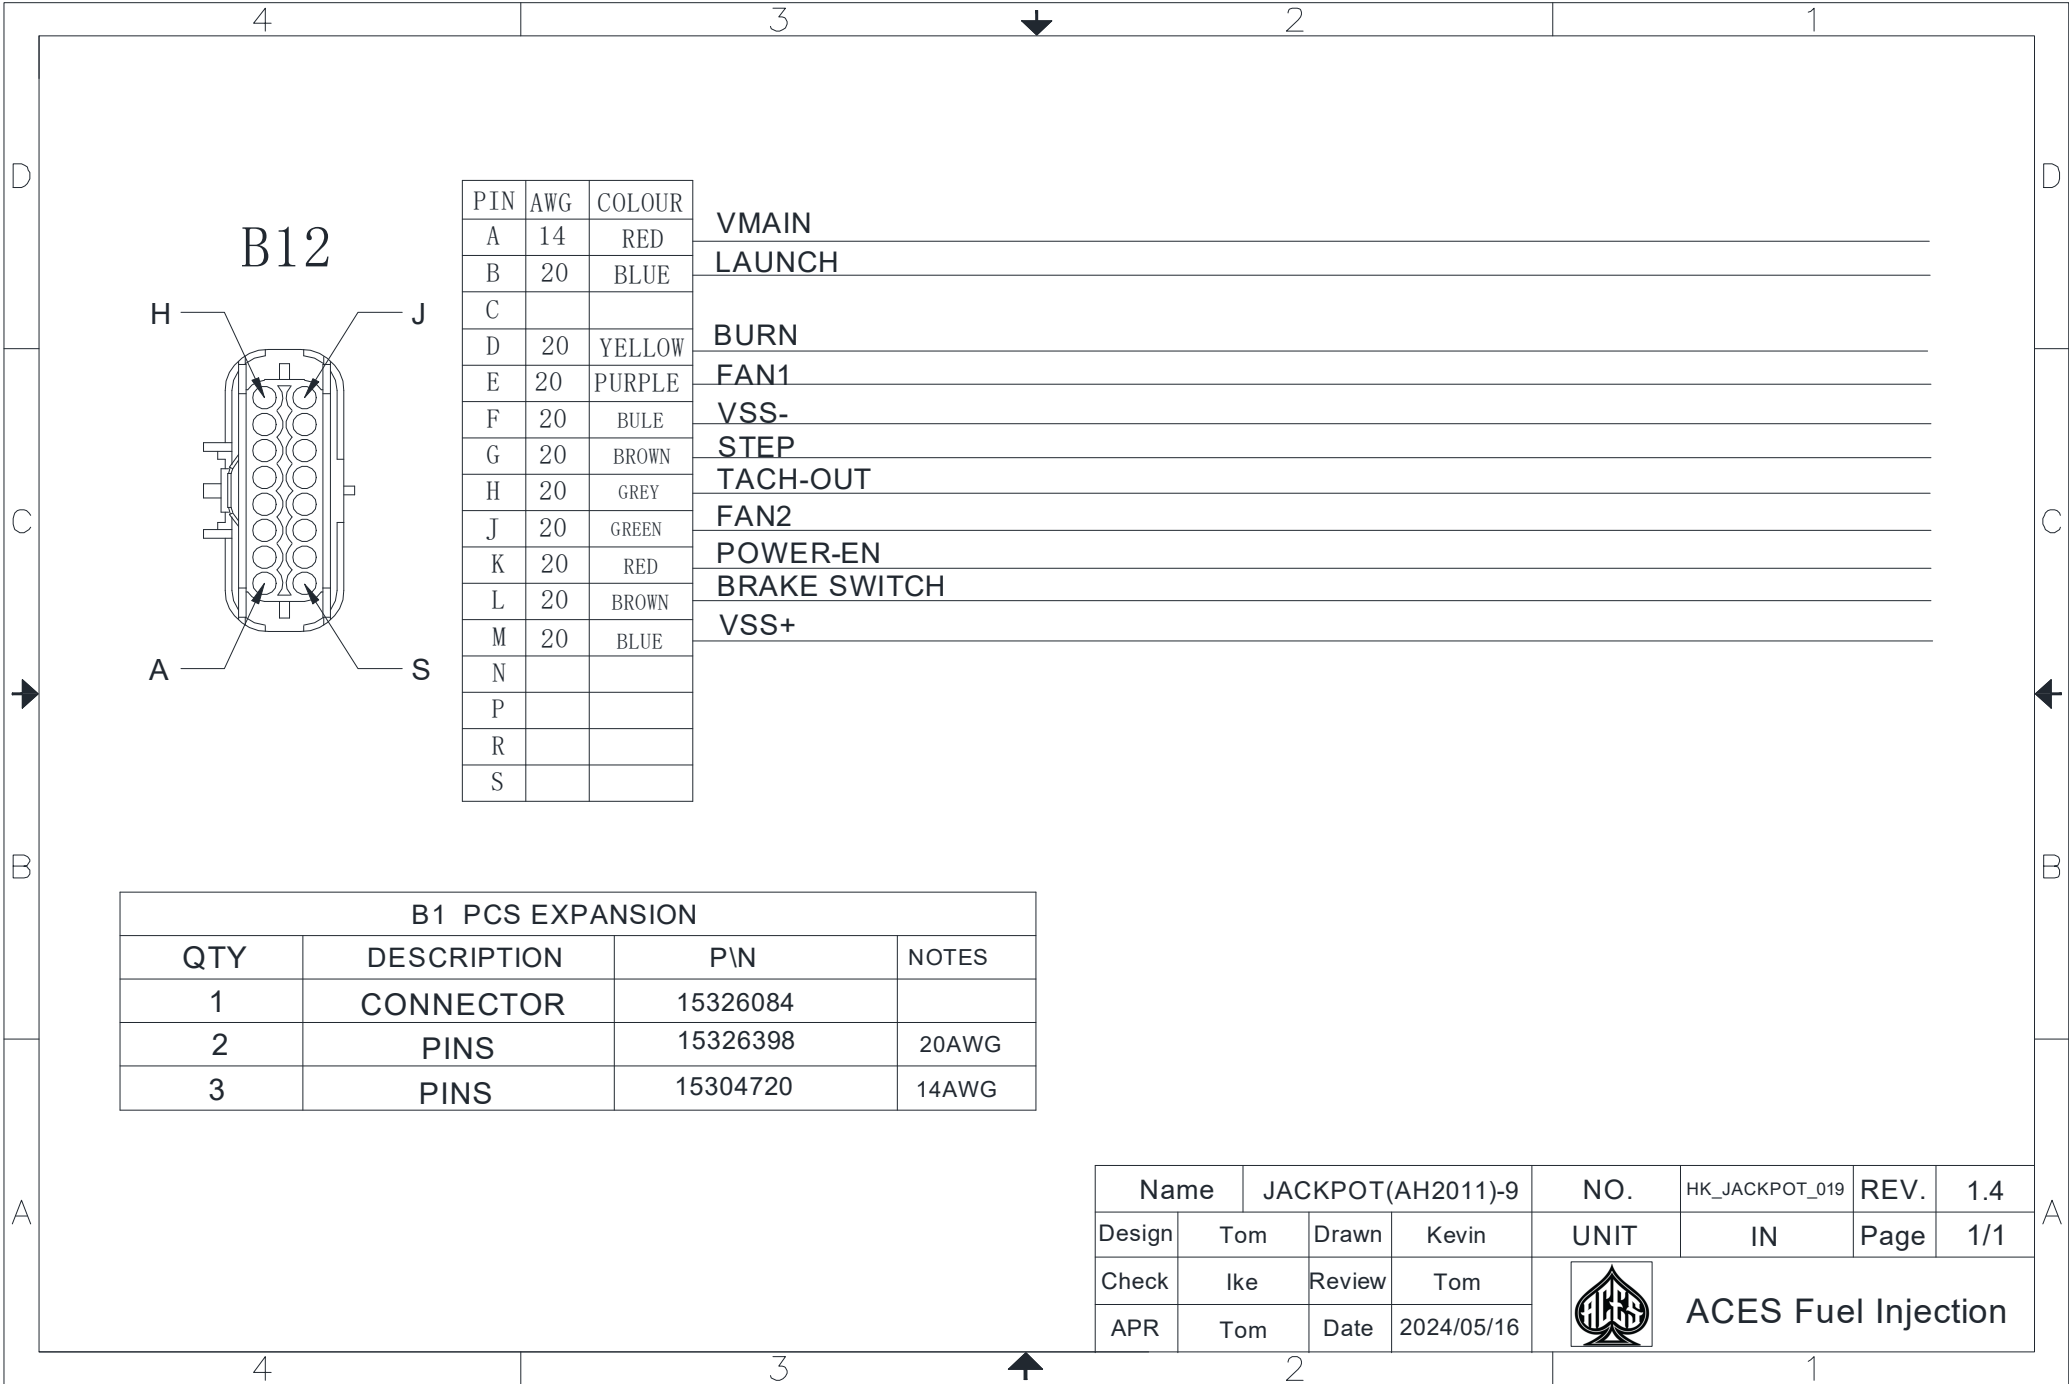 4 3 2 1
D D
C C
B B
A A
B12
H J
A S
PIN AWG COLOUR
A 14 RED VMAIN
B 20 BLUE LAUNCH
C
D 20 YELLOW BURN
E 20 PURPLE FAN1
F 20 BULE VSS-
G 20 BROWN STEP
H 20 GREY TACH-OUT
J 20 GREEN FAN2
K 20 RED POWER-EN
L 20 BROWN BRAKE SWITCH
M 20 BLUE VSS+
N
P
R
S
B1 PCS EXPANSION
QTY DESCRIPTION P\N NOTES
1 CONNECTOR 15326084
2 PINS 15326398 20AWG
3 PINS 15304720 14AWG
Name JACKPOT(AH2011)-9 NO. HK_JACKPOT_019 REV. 1.4
Design Tom Drawn Kevin UNIT IN Page 1/1
Check Ike Review Tom
APR Tom Date 2024/05/16
ACES
ACES Fuel Injection
4 3 2 1